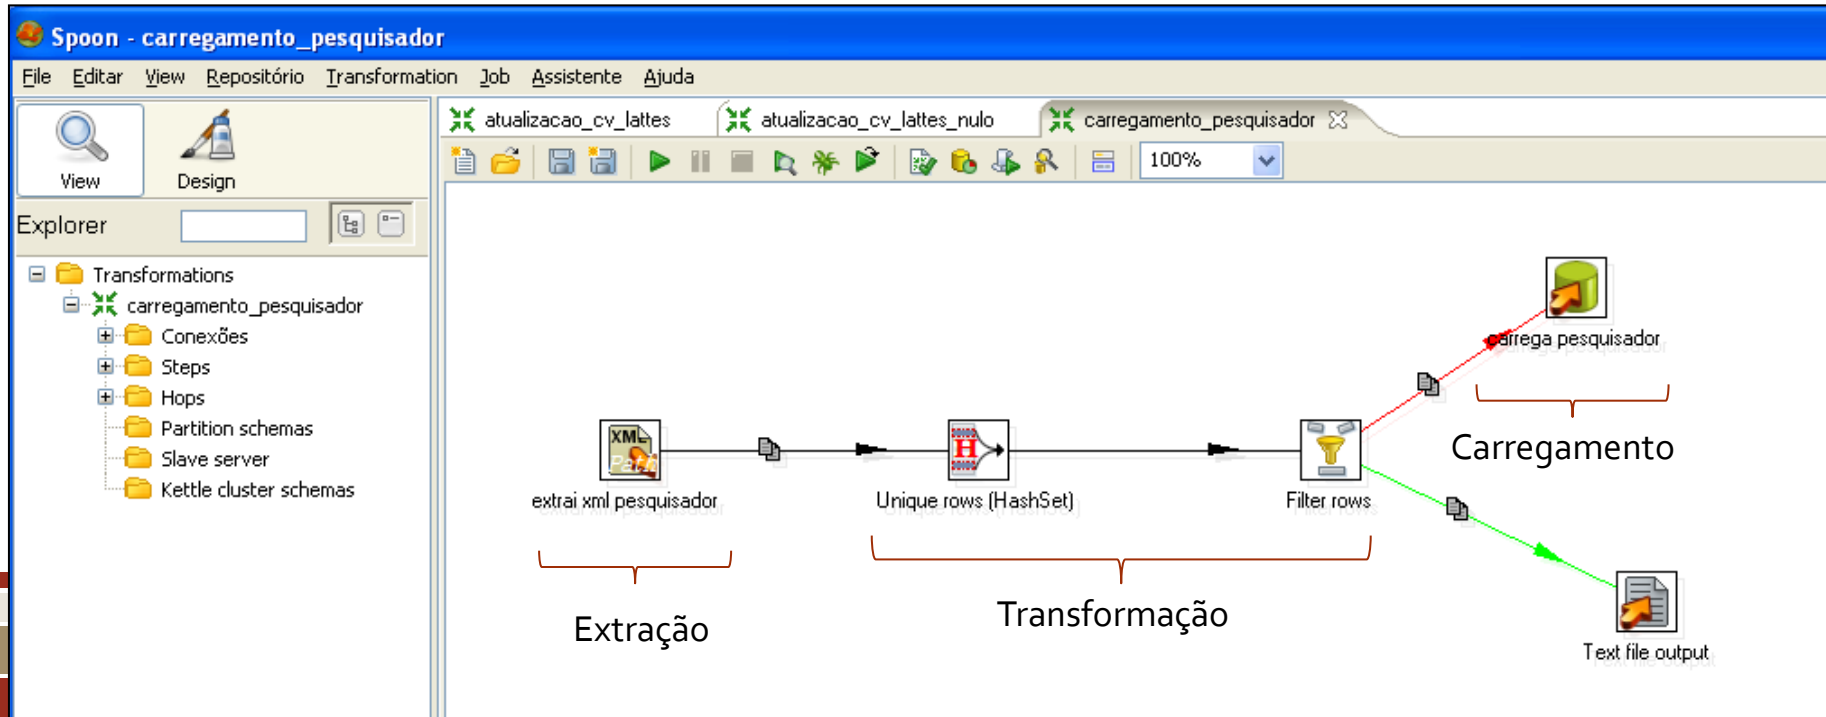 Spoon - carregamento_pesquisador
File Editar View Repositório Transformation Job Assistente Ajuda
View Design
atualizacao_cv_lattes atualizacao_cv_lattes_nulo carregamento_pesquisador
100%
Explorer
Transformations
carregamento_pesquisador
Conexões
Steps
Hops
Partition schemas
Slave server
Kettle cluster schemas
carrega pesquisador
Carregamento
XML
Path
H
extrai xml pesquisador Unique rows (HashSet) Filter rows
Extração Transformação
Text file output